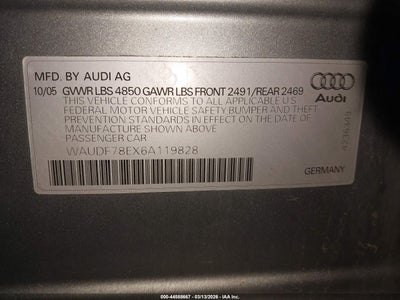 MFD. BY AUDI AG
10/05 GVWR LBS 4850 GAWR LBS FRONT 2491/REAR 2469
THIS VEHICLE CONFORMS TO ALL APPLICABLE U.S
FEDERAL MOTOR VEHICLE SAFETY BUMPER AND THEFT
PREVENTION STANDARDS IN EFFECT ON THE DATE OF
MANUFACTURE SHOWN ABOVE
PASSENGER CAR
WAUDF78EX6A119828
GERMANY
Audi
000-44588667 - 03/13/2026 - IAA Inc.